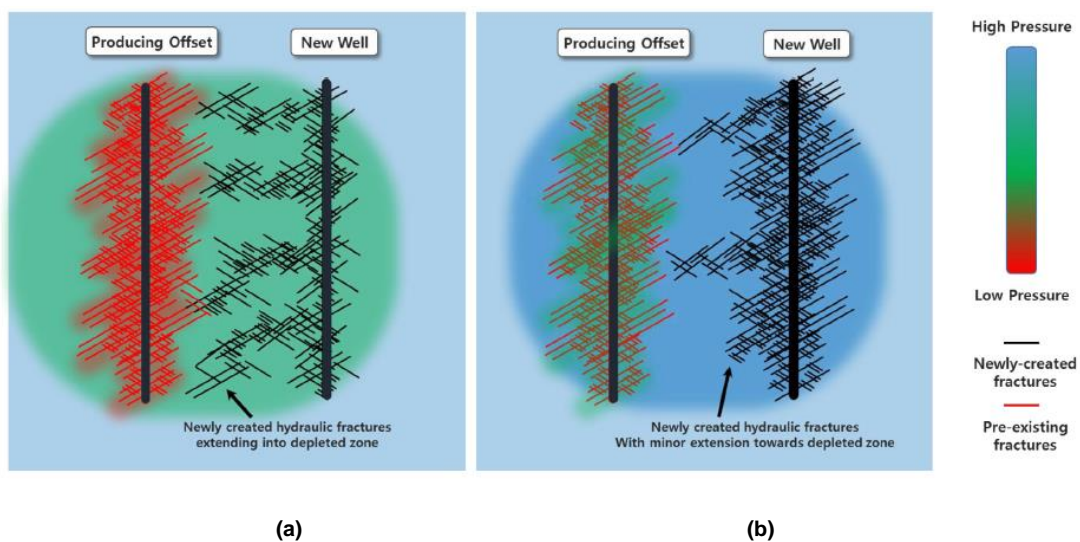 Producing Offset
New Well
Newly created hydraulic fractures
extending into depleted zone
(a)
Producing Offset
New Well
Newly created hydraulic fractures
With minor extension towards depleted zone
(b)
High Pressure
Low Pressure
Newly-created
fractures
Pre-existing
fractures